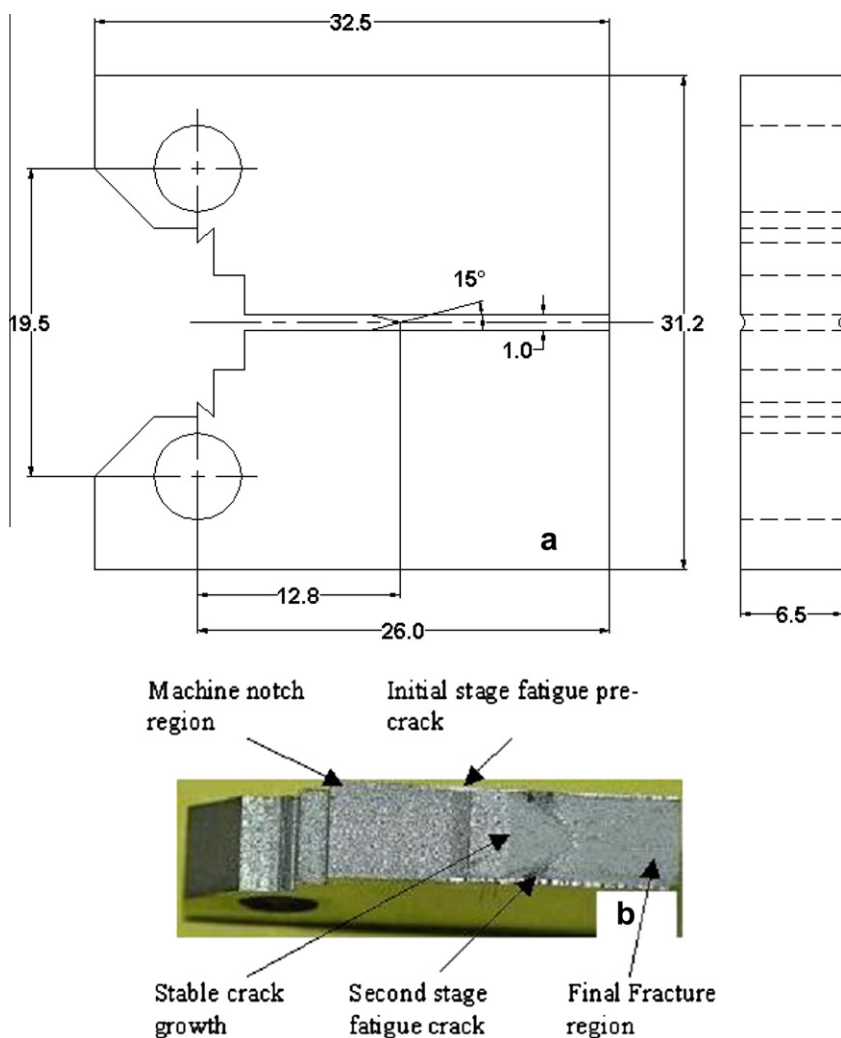 32.5
15°
19.5
31.2
1.0
a
12.8
6.5
26.0
Machine notch
region
Initial stage fatigue pre-
crack
b
Stable crack
growth
Second stage
fatigue crack
Final Fracture
region